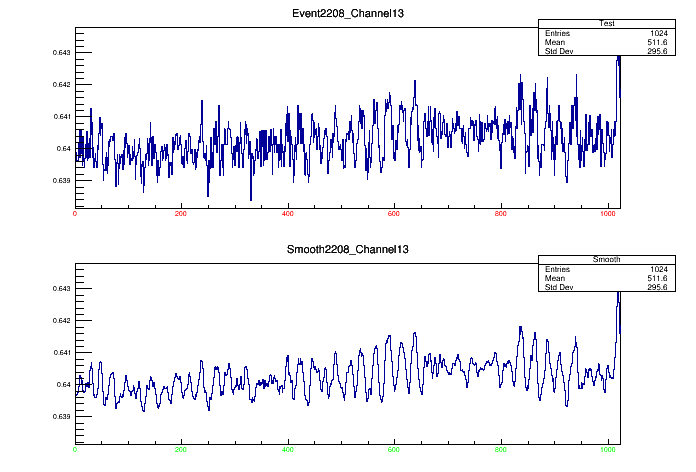 Event2208_Channel13
Test
Entries 1024
Mean 511.6
Std Dev 295.6
0.643
0.642
0.641
0.64
0.639
0 200 400 600 800 1000
Smooth2208_Channel13
Smooth
Entries 1024
Mean 511.6
Std Dev 295.6
0.643
0.642
0.641
0.64
0.639
0 200 400 600 800 1000